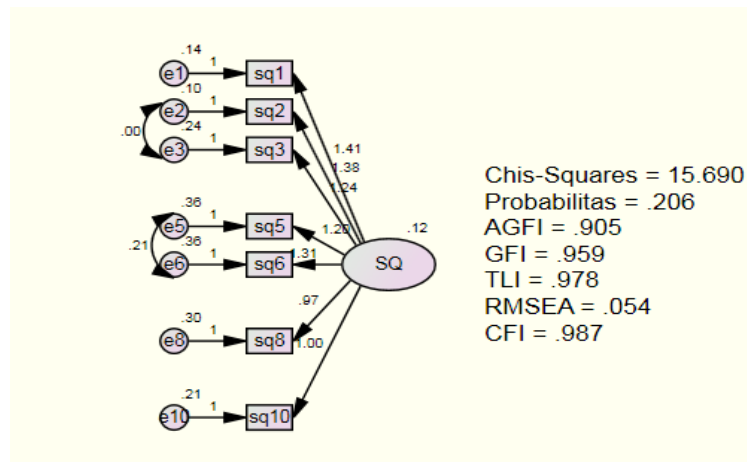 .14
e1 1 sq1
.10
e2 1 sq2
.00
.24
e3 1 sq3
1.41
1.38
1.24
.36
e5 1 sq5
1.20
.12
.21
.36
e6 1 sq6
1.31
SQ
.97
.30
e8 1 sq8
1.00
.21
e10 1 sq10
Chis-Squares = 15.690
Probabilitas = .206
AGFI = .905
GFI = .959
TLI = .978
RMSEA = .054
CFI = .987